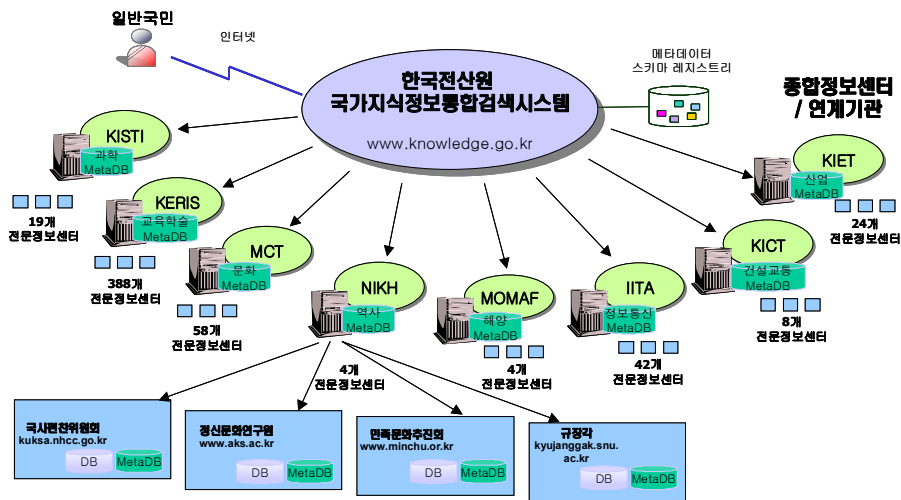 일반국민
인터넷
한국전산원
국가지식정보통합검색시스템
www.knowledge.go.kr
메타데이터
스키마 레지스트리
종합정보센터
/ 연계기관
KISTI
과학
MetaDB
19개
전문정보센터
KERIS
교육학술
MetaDB
388개
전문정보센터
MCT
문화
MetaDB
58개
전문정보센터
NIKH
역사
MetaDB
4개
전문정보센터
MOMAF
해양
MetaDB
4개
전문정보센터
IITA
정보통신
MetaDB
42개
전문정보센터
KICT
건설교통
MetaDB
8개
전문정보센터
KIET
산업
MetaDB
24개
전문정보센터
국사편찬위원회
kuksa.nhcc.go.kr
DB
MetaDB
정신문화연구원
www.aks.ac.kr
DB
MetaDB
민족문화추진회
www.minchu.or.kr
DB
MetaDB
규장각
kyujanggak.snu.
ac.kr
DB
MetaDB